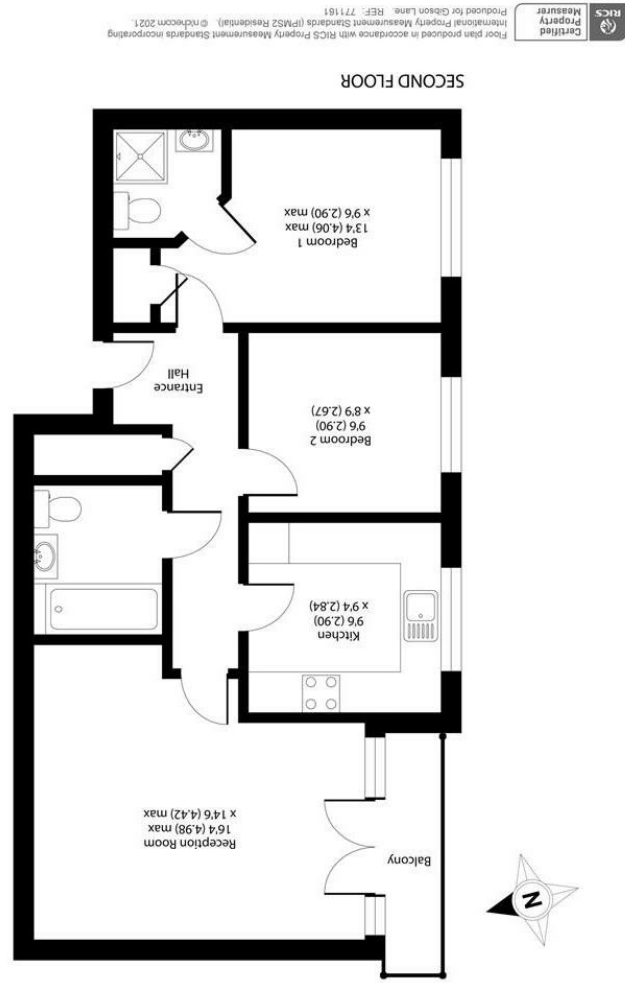 N
Balcony
Reception Room
16'4 (4.98) max
x 14'6 (4.42) max
Kitchen
9'6 (2.90)
x 9'4 (2.84)
Bedroom 2
9'6 (2.90)
x 8'9 (2.67)
Entrance
Hall
Bedroom 1
13'4 (4.06) max
x 9'6 (2.90) max
SECOND FLOOR
RICS
Certified
Property
Measurer
Floor plan produced in accordance with RICS Property Measurement Standards incorporating
International Property Measurement Standards (IPMS2 Residential). © nichecom 2021.
Produced for Gibson Lane. REF: 771161